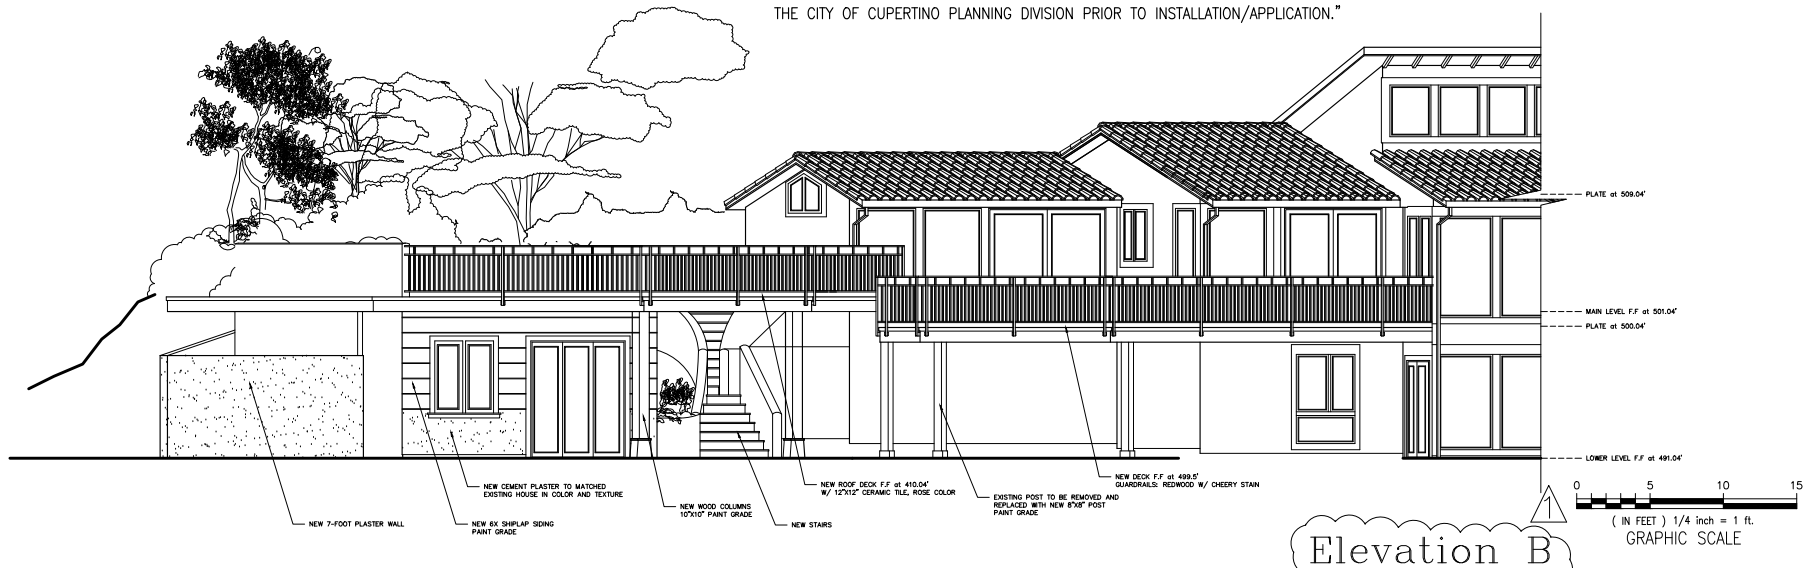 THE CITY OF CUPERTINO PLANNING DIVISION PRIOR TO INSTALLATION/APPLICATION."
PLATE at 509.04'
MAIN LEVEL F.F at 501.04'
PLATE at 500.04'
LOWER LEVEL F.F at 491.04'
NEW CEMENT PLASTER TO MATCHED
EXISTING HOUSE IN COLOR AND TEXTURE
NEW ROOF DECK F.F at 410.04'
W/ 12"X12" CERAMIC TILE, ROSE COLOR
NEW DECK F.F at 499.5'
GUARDRAILS: REDWOOD W/ CHEERY STAIN
EXISTING POST TO BE REMOVED AND
REPLACED WITH NEW 8"X8" POST
PAINT GRADE
NEW WOOD COLUMNS
10"X10" PAINT GRADE
NEW 7-FOOT PLASTER WALL
NEW 6X SHIPLAP SIDING
PAINT GRADE
NEW STAIRS
1
0 5 10 15
( IN FEET ) 1/4 inch = 1 ft.
GRAPHIC SCALE
Elevation B